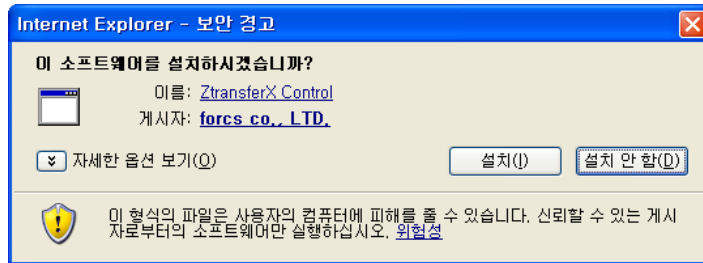 Internet Explorer - 보안 경고
이 소프트웨어를 설치하시겠습니까?
이름: ZtransferX Control
게시자: forcs co,, LTD,
자세한 옵션 보기(O)
설치(I)
설치 안 함(D)
이 형식의 파일은 사용자의 컴퓨터에 피해를 줄 수 있습니다. 신뢰할 수 있는 게시
자로부터의 소프트웨어만 실행하십시오. 위험성